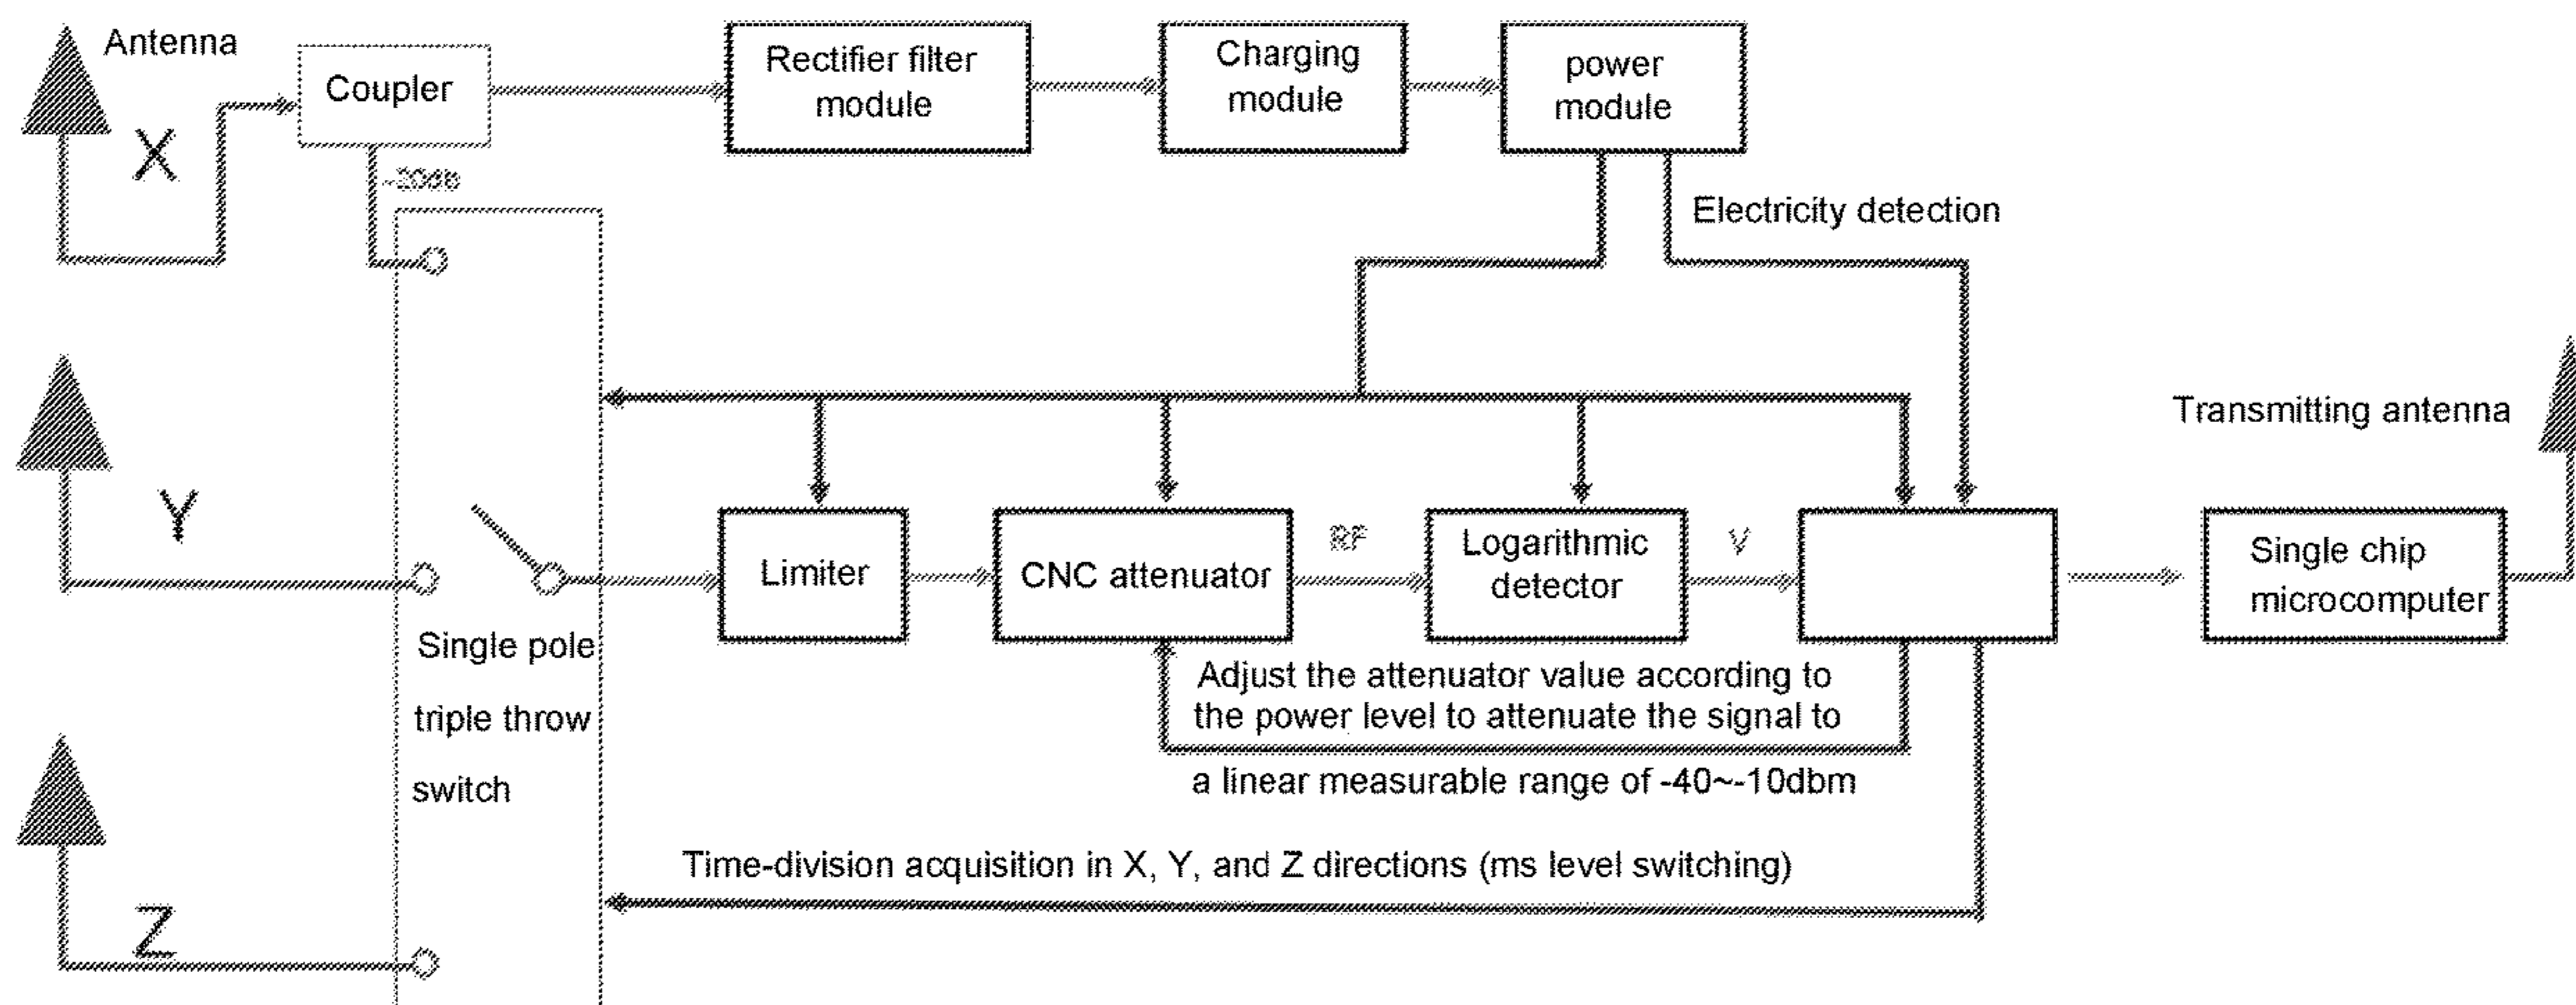 Antenna
X
Coupler
~20db
Rectifier filter
module
Charging
module
power
module
Electricity detection
Transmitting antenna
Y
Limiter
CNC attenuator
RF
Logarithmic
detector
V
Single chip
microcomputer
Single pole
triple throw
switch
Adjust the attenuator value according to
the power level to attenuate the signal to
a linear measurable range of -40~-10dbm
Time-division acquisition in X, Y, and Z directions (ms level switching)
Z